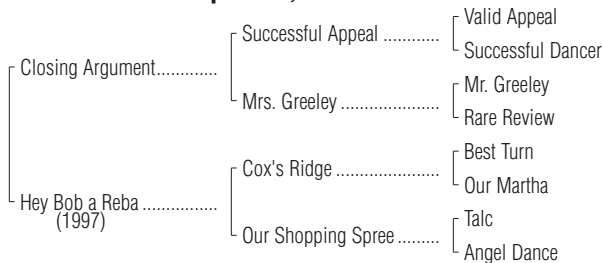 Valid Appeal
Successful Appeal ............
Successful Dancer
Closing Argument.............
Mr. Greeley
Mrs. Greeley .....................
Rare Review
Best Turn
Cox's Ridge ......................
Our Martha
Hey Bob a Reba ................
(1997)
Talc
Our Shopping Spree .........
Angel Dance